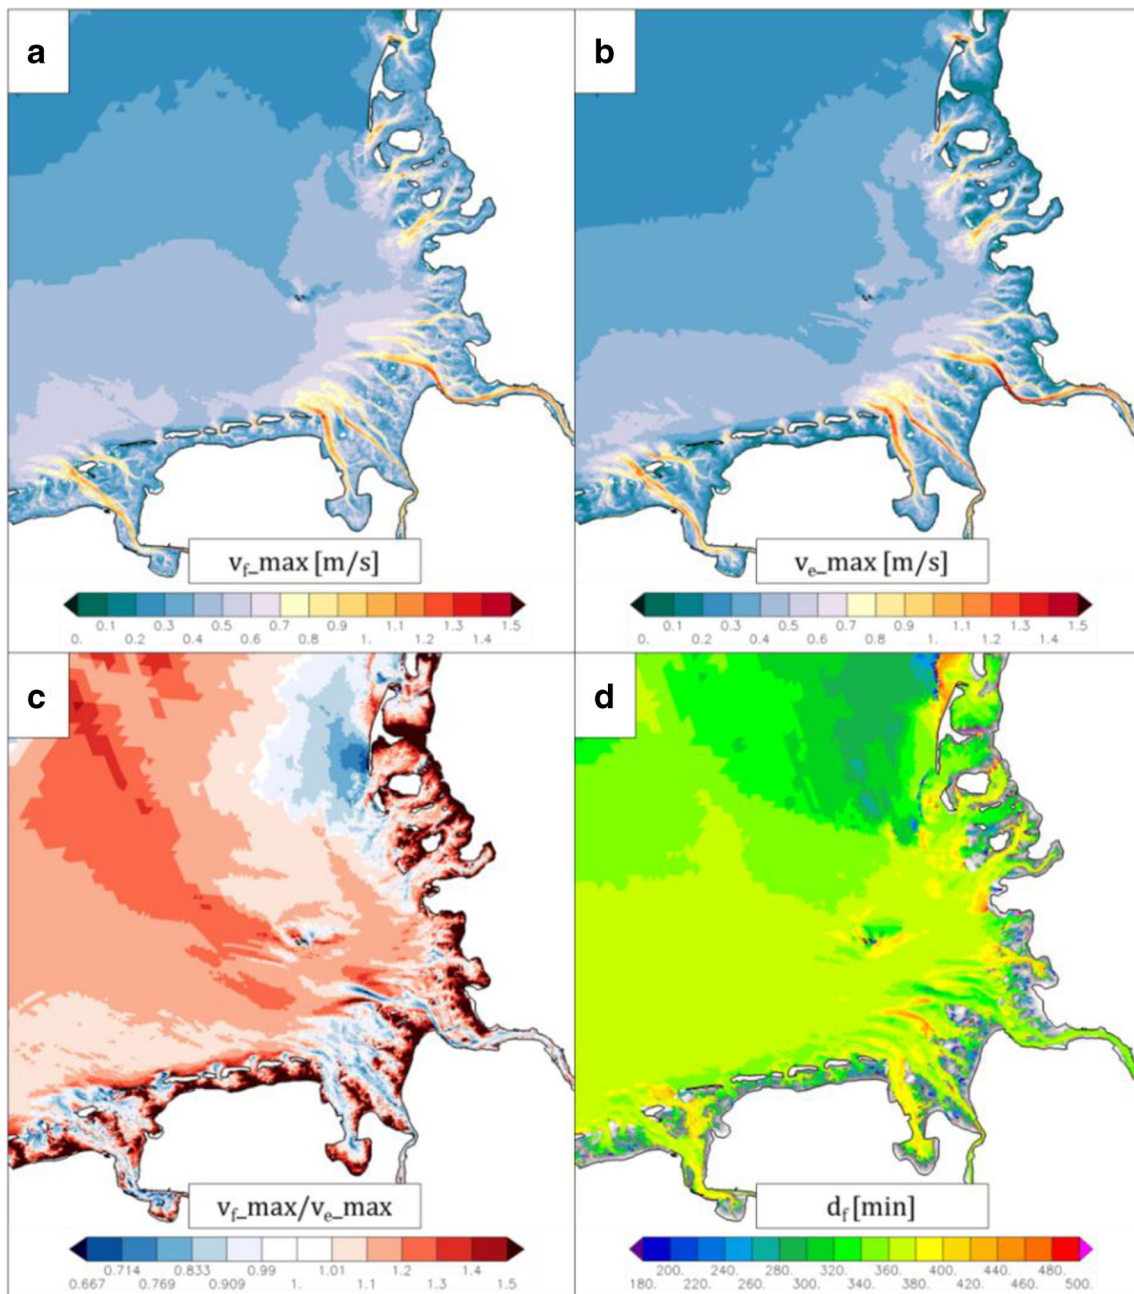 a
b
v_f_max [m/s]
v_e_max [m/s]
0.1 0.3 0.5 0.7 0.9 1.1 1.3 1.5
0. 0.2 0.4 0.6 0.8 1. 1.2 1.4
0.1 0.3 0.5 0.7 0.9 1.1 1.3 1.5
0. 0.2 0.4 0.6 0.8 1. 1.2 1.4
c
d
v_f_max/v_e_max
d_f [min]
0.714 0.833 0.99 1.01 1.2 1.4
0.667 0.769 0.909 1. 1.1 1.3 1.5
200. 240. 280. 320. 360. 400. 440. 480.
180. 220. 260. 300. 340. 380. 420. 460. 500.